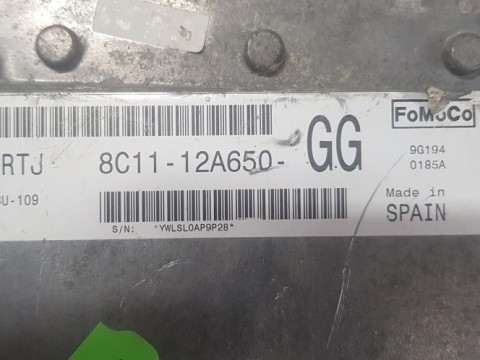 FoMoCo
RTJ 8C11-12A650- GG
9G194
0185A
U-109
Made in
SPAIN
S/N: *YWLSL0AP9P28*